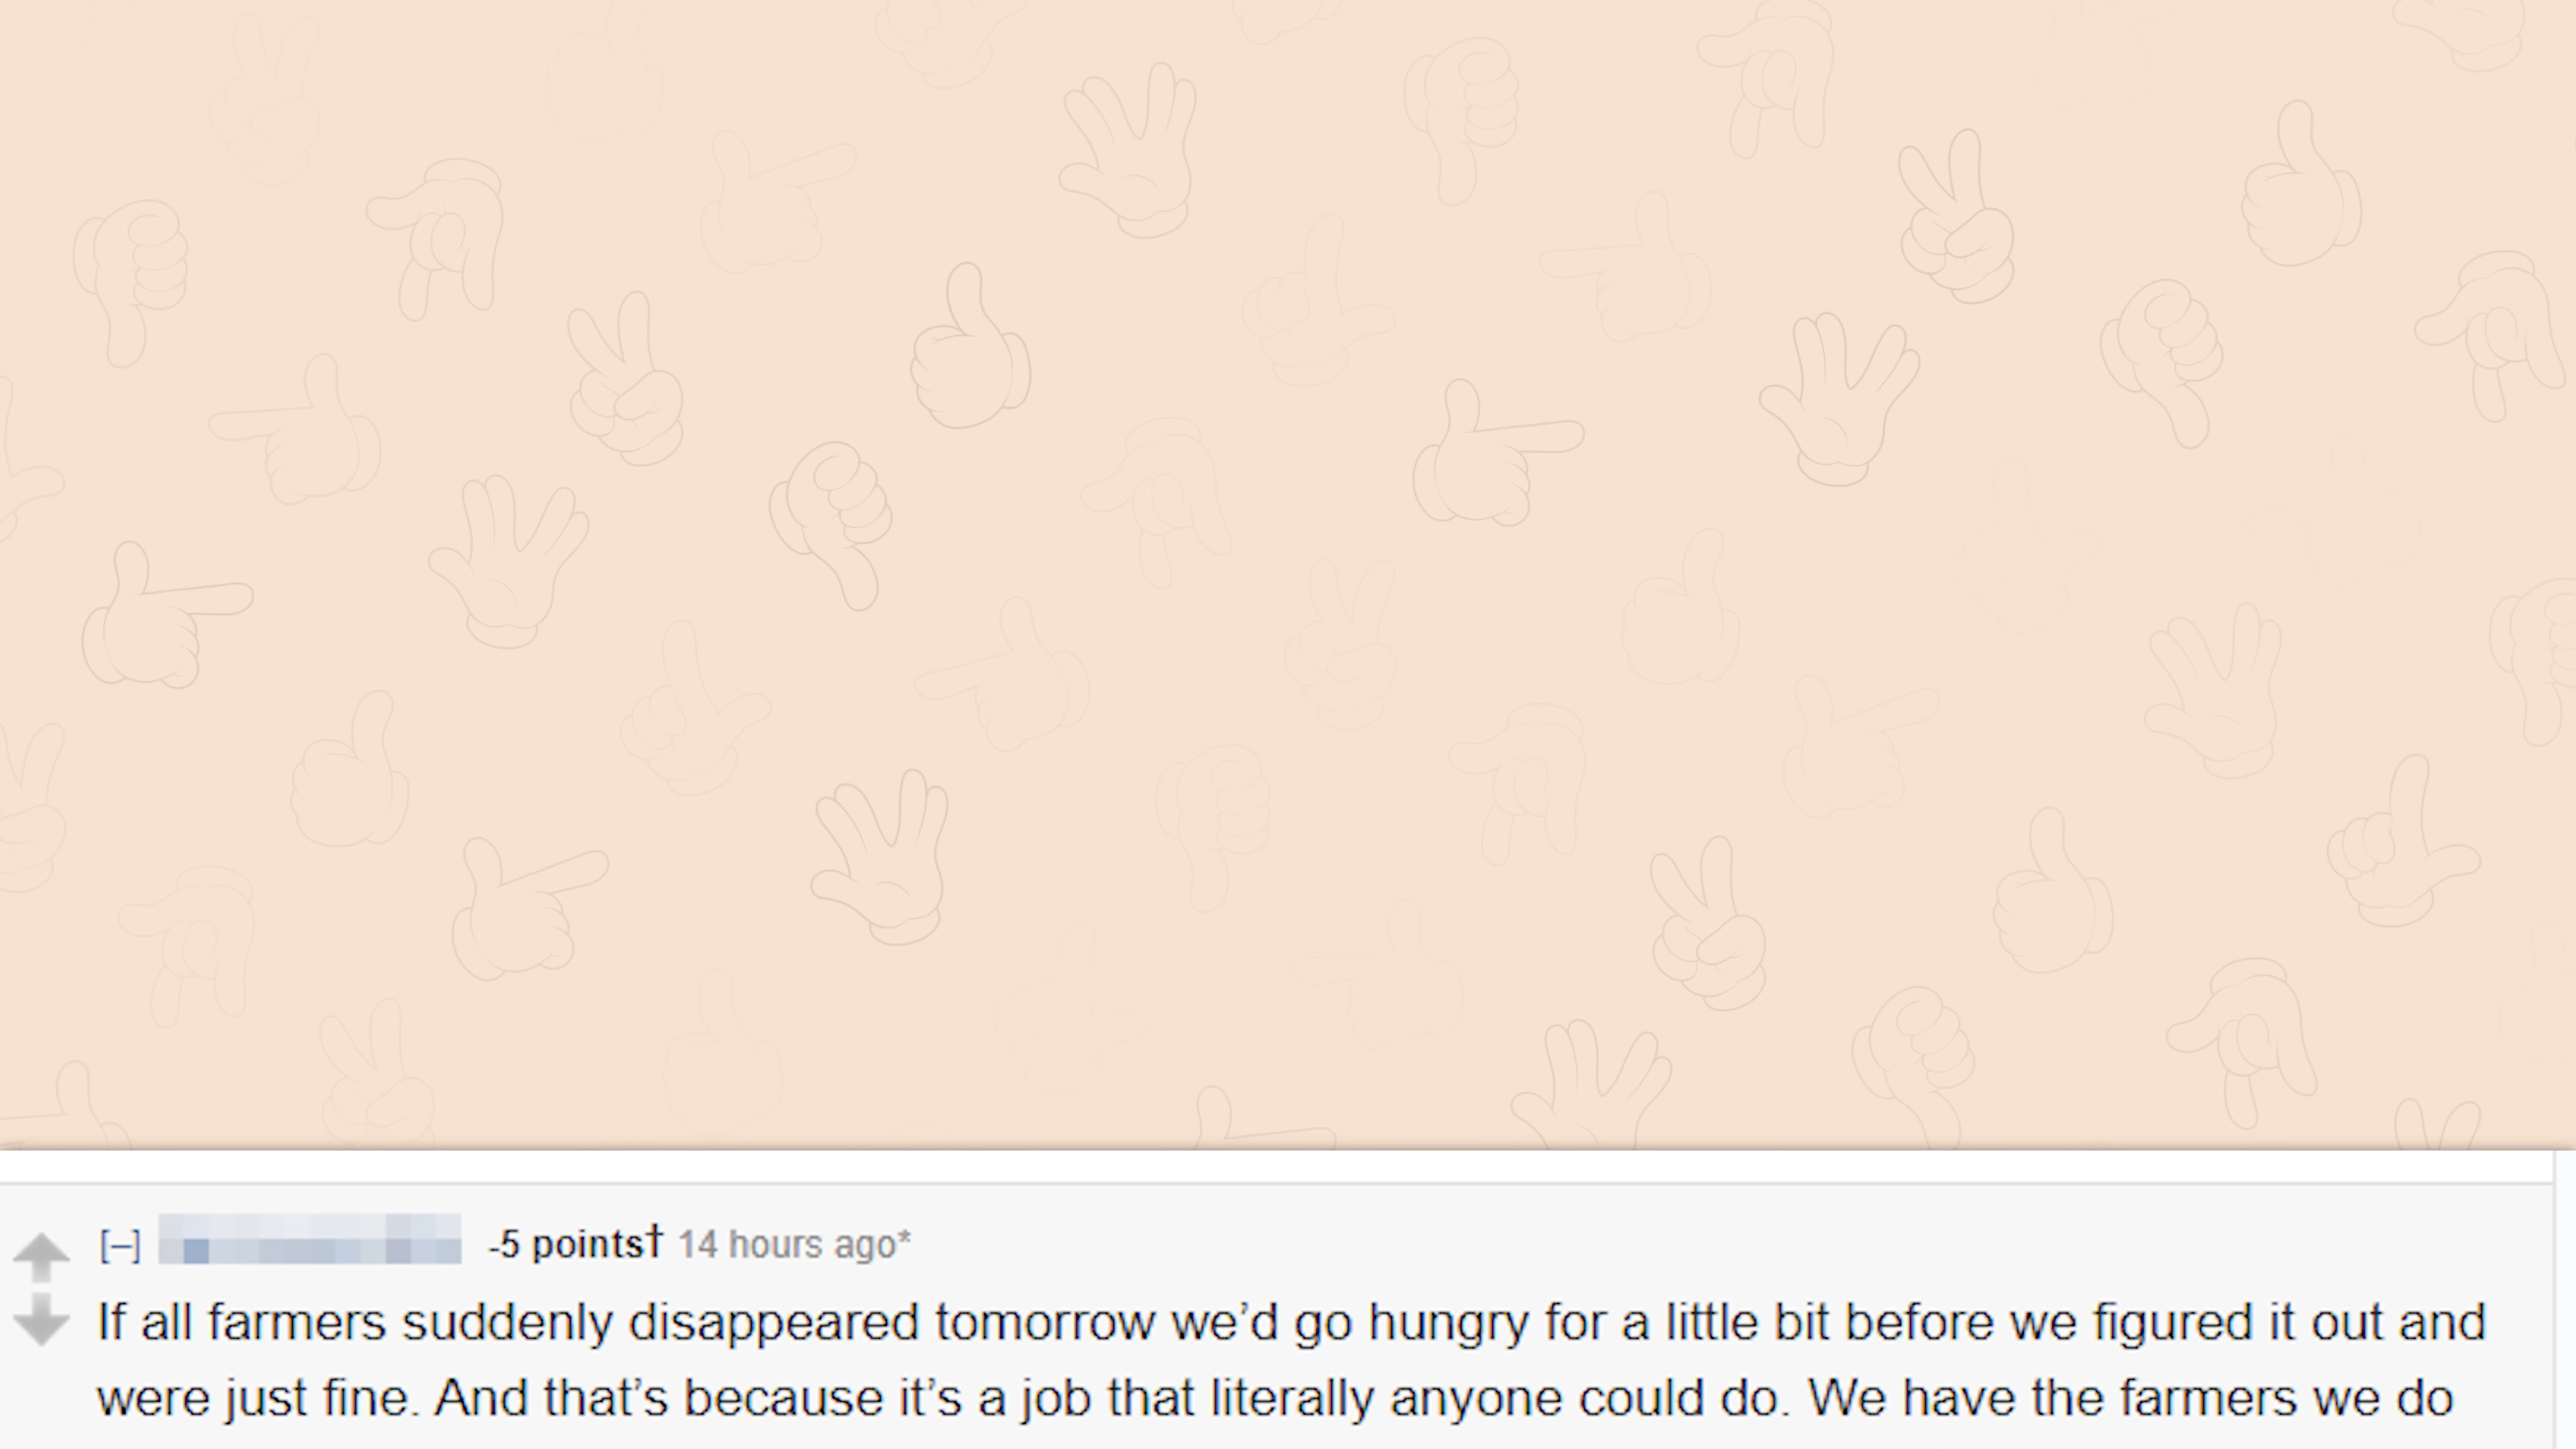 [–] -5 points† 14 hours ago*
If all farmers suddenly disappeared tomorrow we’d go hungry for a little bit before we figured it out and
were just fine. And that’s because it’s a job that literally anyone could do. We have the farmers we do